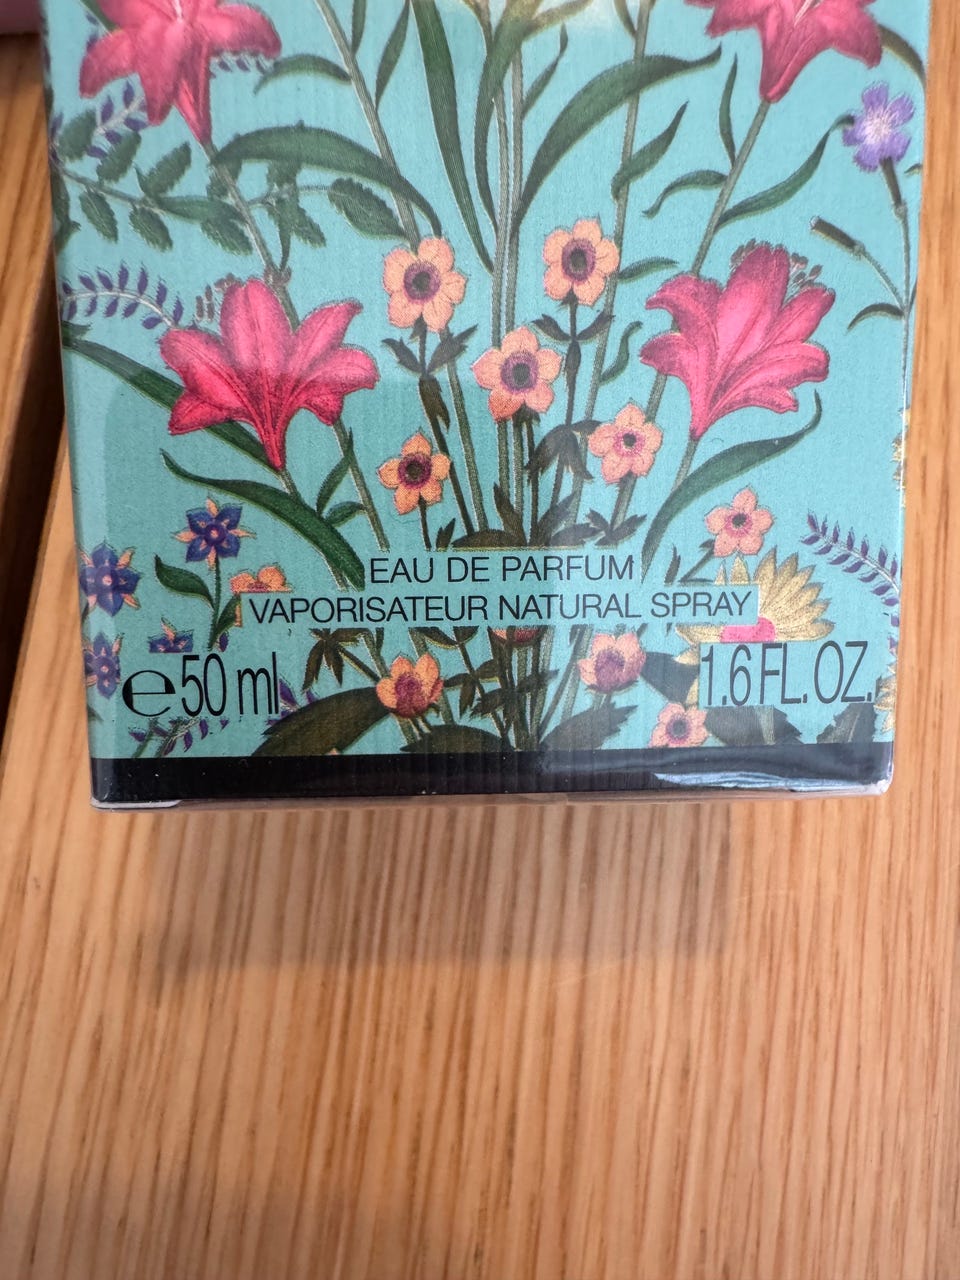 EAU DE PARFUM
VAPORISATEUR NATURAL SPRAY
℮50 ml 1.6 FL. OZ.